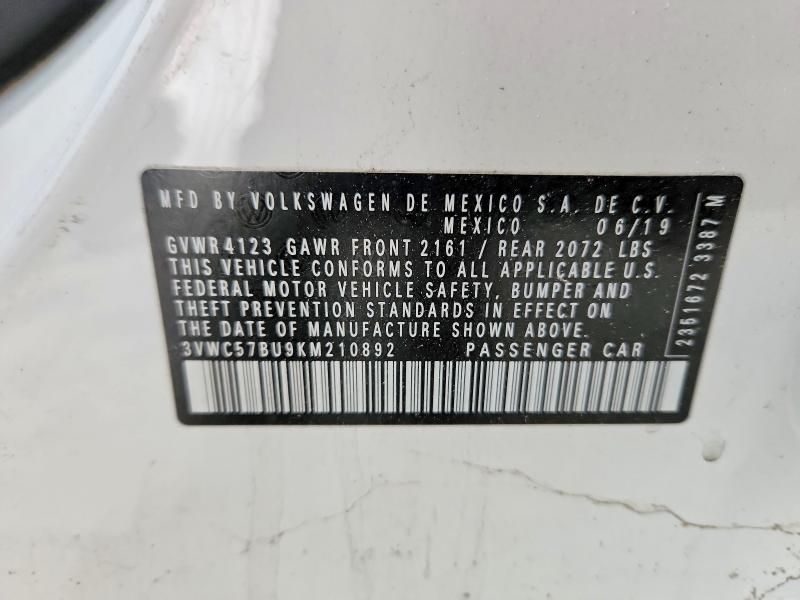 MFD BY VOLKSWAGEN DE MEXICO S.A. DE C.V.
MEXICO 06/19
GVWR 4123 GAWR FRONT 2161 / REAR 2072 LBS
THIS VEHICLE CONFORMS TO ALL APPLICABLE U.S.
FEDERAL MOTOR VEHICLE SAFETY, BUMPER AND
THEFT PREVENTION STANDARDS IN EFFECT ON
THE DATE OF MANUFACTURE SHOWN ABOVE.
3VWC57BU9KM210892 PASSENGER CAR
2351672 3387 M